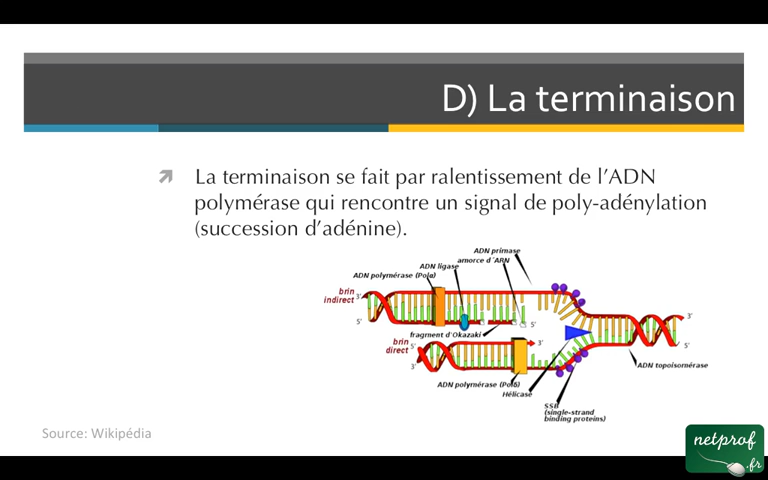 D) La terminaison
La terminaison se fait par ralentissement de l'ADN
polymérase qui rencontre un signal de poly-adénylation
(succession d'adénine).
ADN primase
amorce d'ARN
ADN ligase
ADN polymérase (Polα)
brin
indirect
3'
5'
fragment d'Okazaki
5'
3'
5'
brin
direct
5'
3'
3'
ADN polymérase (Polδ)
Hélicase
SSB
(single-strand
binding proteins)
ADN topoisomérase
Source: Wikipédia
netprof
.fr